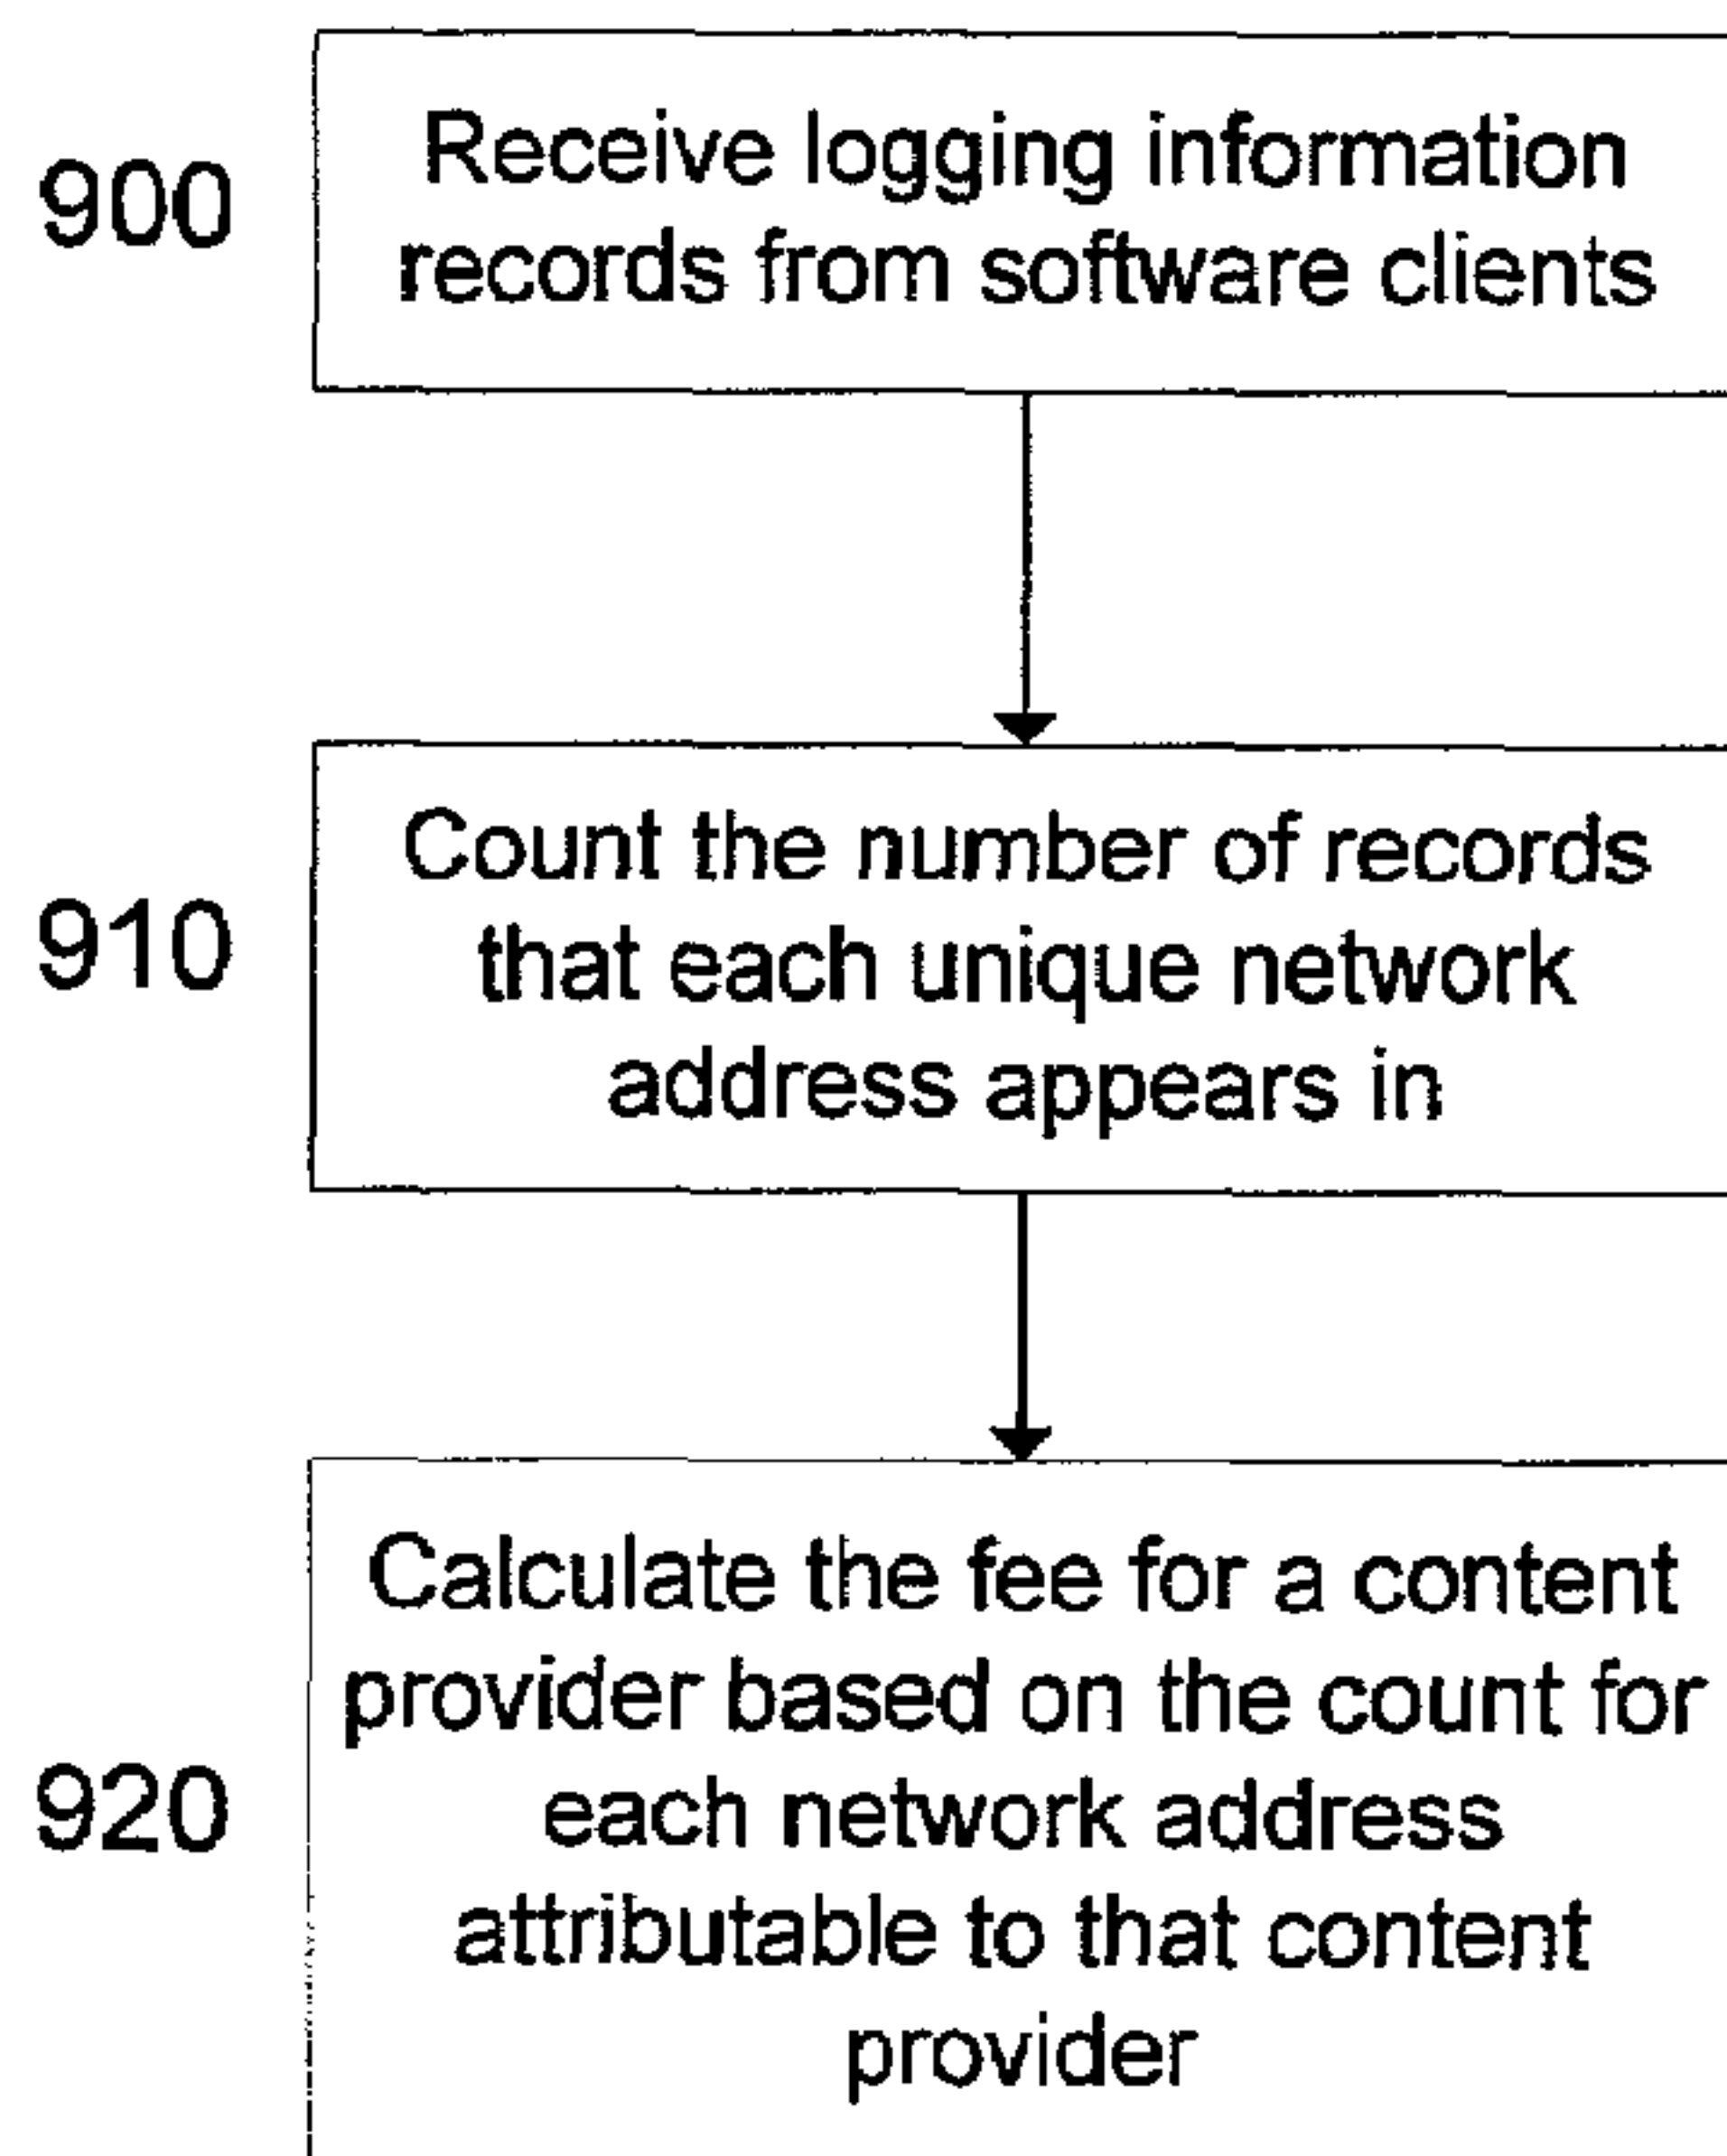 900
Receive logging information
records from software clients
910
Count the number of records
that each unique network
address appears in
920
Calculate the fee for a content
provider based on the count for
each network address
attributable to that content
provider